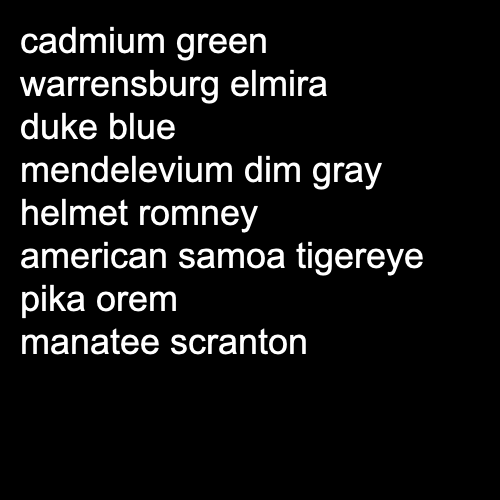 cadmium green
warrensburg elmira
duke blue
mendelevium dim gray
helmet romney
american samoa tigereye
pika orem
manatee scranton